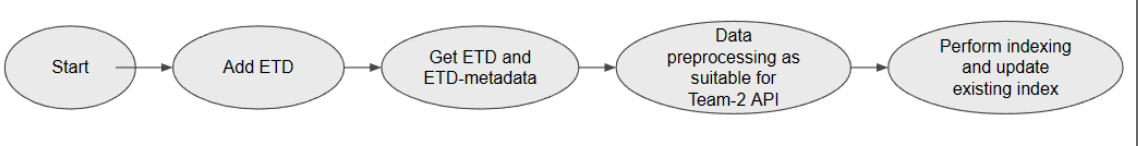 Start
Add ETD
Get ETD and
ETD-metadata
Data
preprocessing as
suitable for
Team-2 API
Perform indexing
and update
existing index